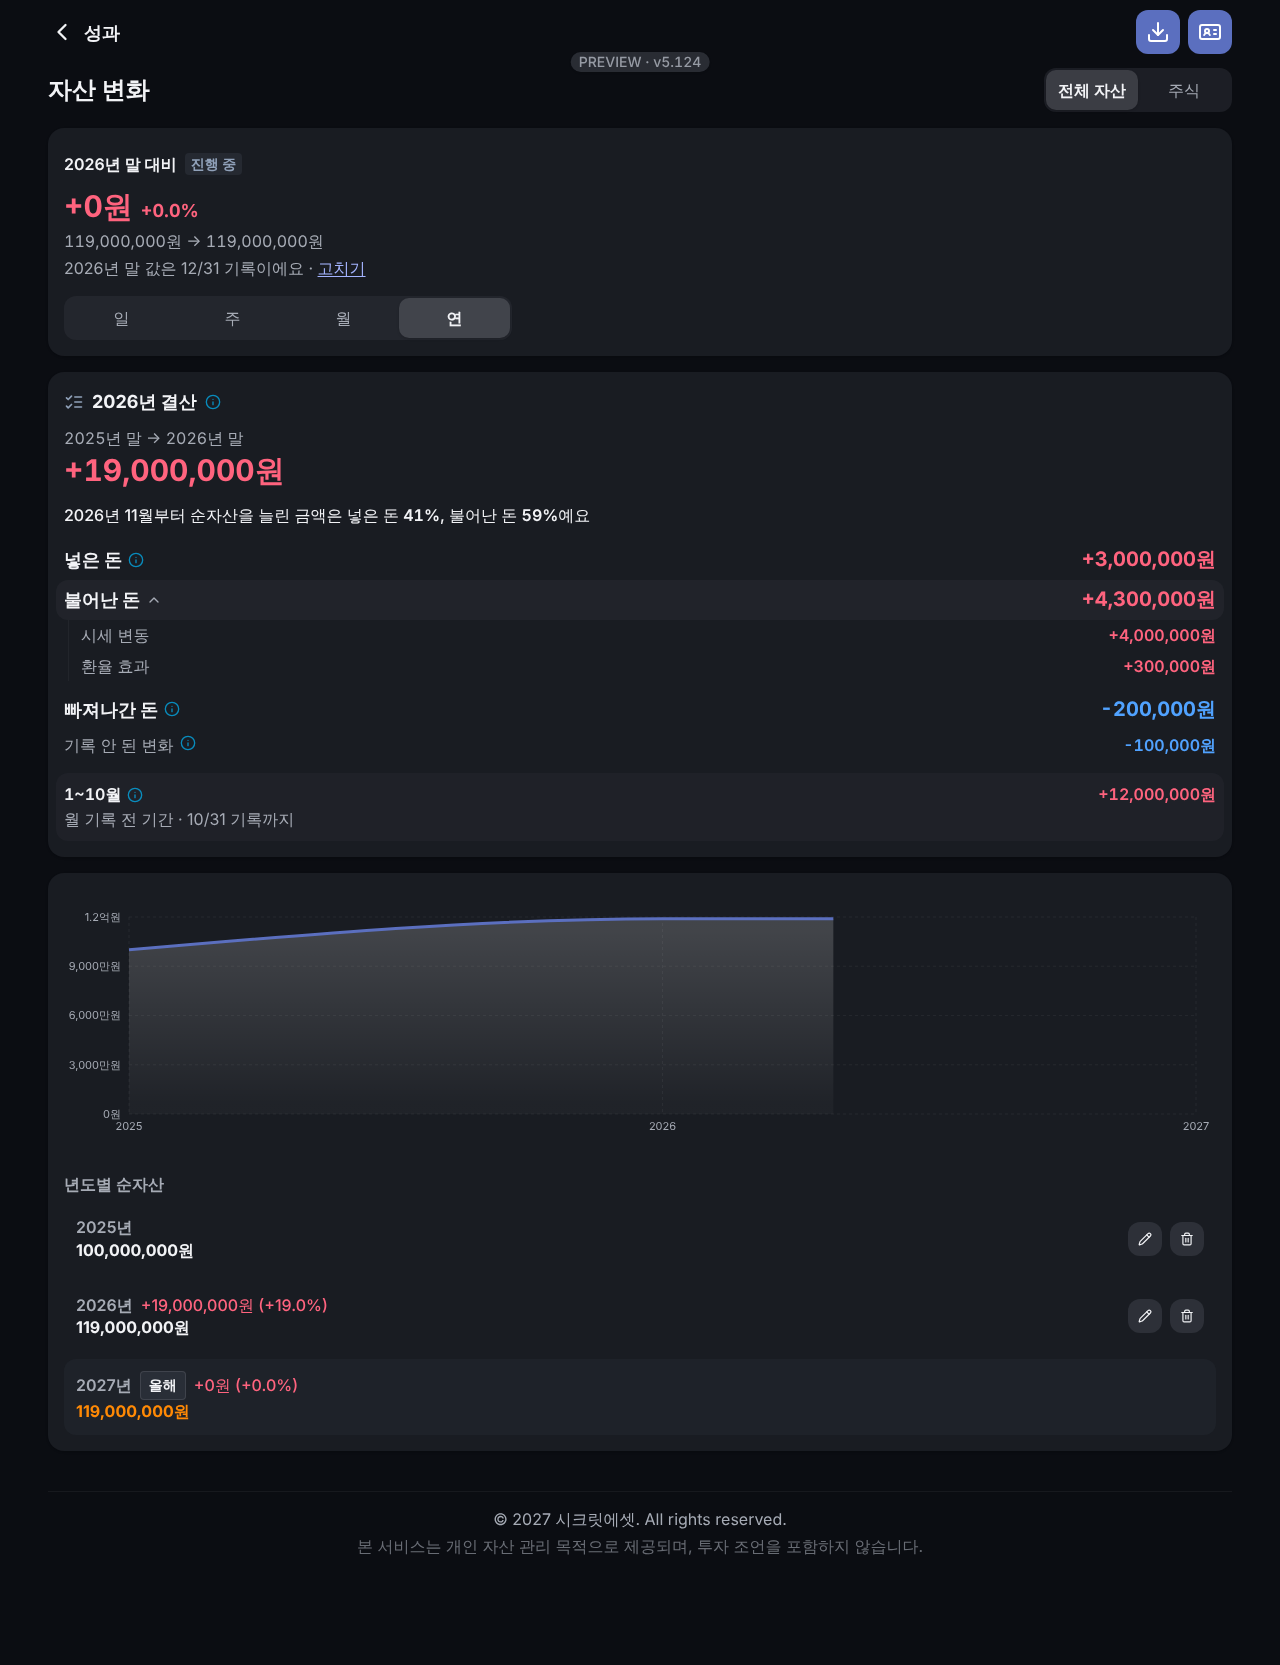 성과
PREVIEW · v5.124
자산 변화
전체 자산 주식
2026년 말 대비 진행 중
+0원 +0.0%
119,000,000원 → 119,000,000원
2026년 말 값은 12/31 기록이에요 · 고치기
일 주 월 연
2026년 결산
2025년 말 → 2026년 말
+19,000,000원
2026년 11월부터 순자산을 늘린 금액은 넣은 돈 41%, 불어난 돈 59%예요
넣은 돈 +3,000,000원
불어난 돈 +4,300,000원
시세 변동 +4,000,000원
환율 효과 +300,000원
빠져나간 돈 -200,000원
기록 안 된 변화 -100,000원
1~10월 +12,000,000원
월 기록 전 기간 · 10/31 기록까지
1.2억원
9,000만원
6,000만원
3,000만원
0원
2025 2026 2027
년도별 순자산
2025년
100,000,000원
2026년 +19,000,000원 (+19.0%)
119,000,000원
2027년 올해 +0원 (+0.0%)
119,000,000원
© 2027 시크릿에셋. All rights reserved.
본 서비스는 개인 자산 관리 목적으로 제공되며, 투자 조언을 포함하지 않습니다.